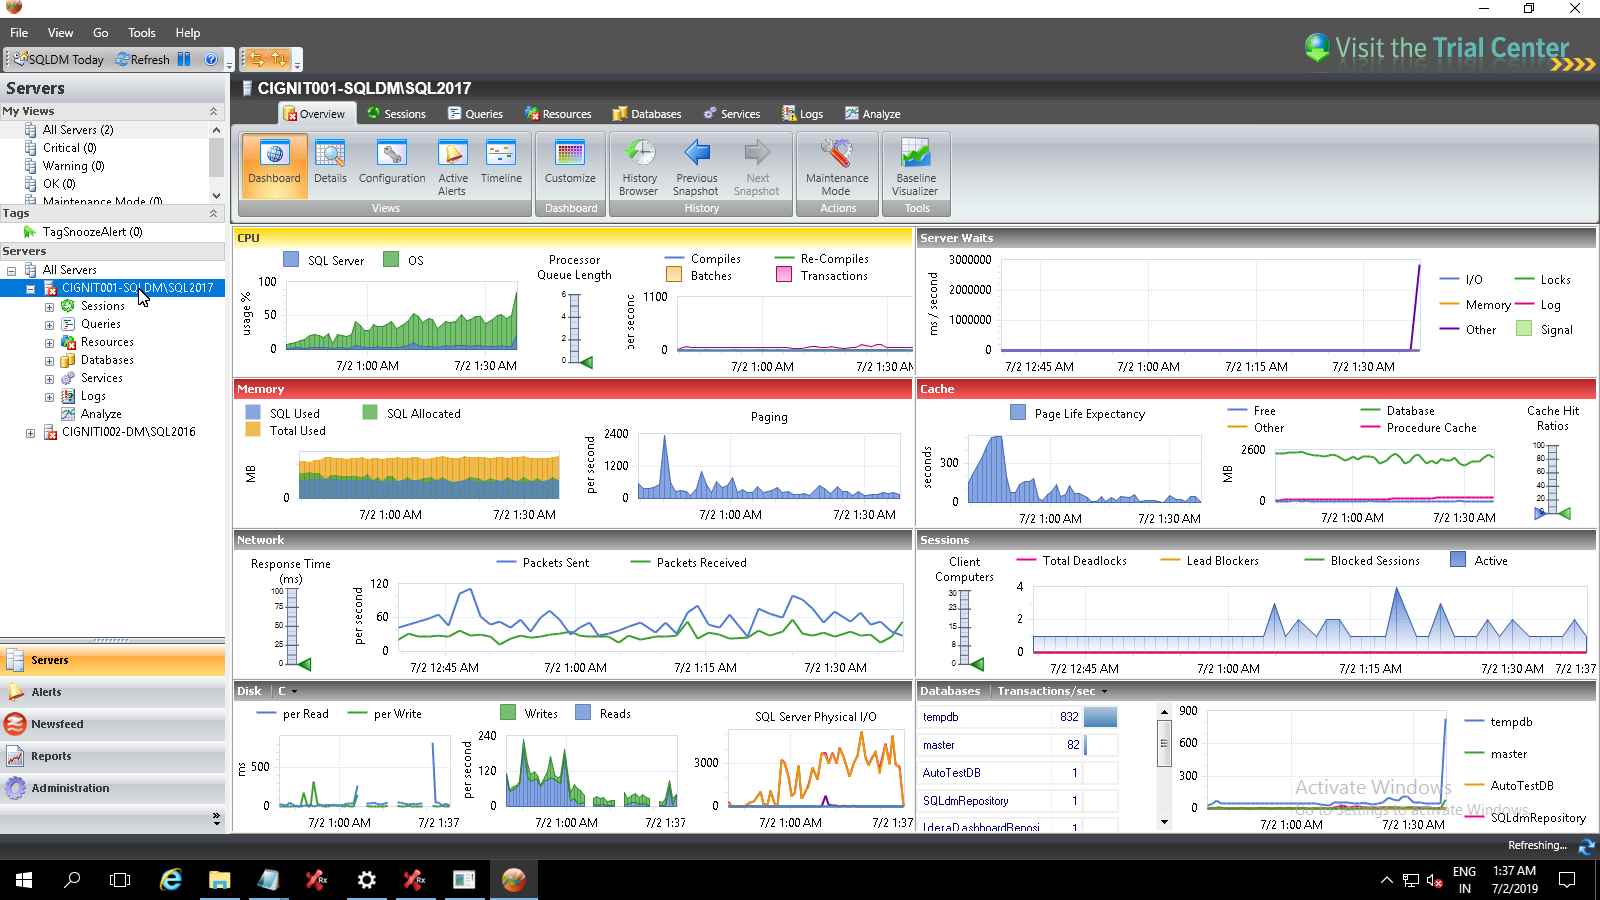 Visit the Trial Center
File View Go Tools Help
SQLDM Today Refresh
Servers
My Views
All Servers (2)
Critical (0)
Warning (0)
OK (0)
Maintenance Mode (0)
Tags
TagSnoozeAlert (0)
Servers
All Servers
CIGNIT001-SQLDM\SQL2017
Sessions
Queries
Resources
Databases
Services
Logs
Analyze
CIGNITI002-DM\SQL2016
Servers
Alerts
Newsfeed
Reports
Administration
CIGNIT001-SQLDM\SQL2017
Overview Sessions Queries Resources Databases Services Logs Analyze
Dashboard Details Configuration Active Alerts Timeline
Views
Customize
Dashboard
History Browser Previous Snapshot Next Snapshot
History
Maintenance Mode
Actions
Baseline Visualizer
Tools
CPU
SQL Server OS
usage %
100
50
0
7/2 1:00 AM 7/2 1:30 AM
Processor
Queue Length
6
4
2
0
Compiles Re-Compiles
Batches Transactions
per second
1100
0
7/2 1:00 AM 7/2 1:30 AM
Server Waits
ms / second
3000000
2000000
1000000
0
7/2 12:45 AM 7/2 1:00 AM 7/2 1:15 AM 7/2 1:30 AM
I/O Locks
Memory Log
Other Signal
Memory
SQL Used SQL Allocated
Total Used
MB
0
7/2 1:00 AM 7/2 1:30 AM
Paging
per second
2400
1200
0
7/2 1:00 AM 7/2 1:30 AM
Cache
Page Life Expectancy
seconds
300
0
7/2 1:00 AM 7/2 1:30 AM
Free Database
Other Procedure Cache
MB
2600
0
7/2 1:00 AM 7/2 1:30 AM
Cache Hit
Ratios
100
80
60
40
20
0
Network
Response Time
(ms)
100
75
50
25
0
Packets Sent Packets Received
per second
120
60
0
7/2 12:45 AM 7/2 1:00 AM 7/2 1:15 AM 7/2 1:30 AM
Sessions
Client
Computers
30
23
15
8
0
Total Deadlocks Lead Blockers Blocked Sessions Active
4
2
0
7/2 12:45 AM 7/2 1:00 AM 7/2 1:15 AM 7/2 1:30 AM 7/2 1:37
Disk C
per Read per Write
ms
500
0
7/2 1:00 AM 7/2 1:37
Writes Reads
per second
240
120
0
7/2 1:00 AM 7/2 1:37
SQL Server Physical I/O
3000
0
7/2 1:00 AM 7/2 1:37
Databases Transactions/sec
tempdb 832
master 82
AutoTestDB 1
SQLdmRepository 1
IderaDashboardReposi 1
900
600
300
0
7/2 1:00 AM 7/2 1:30 AM
tempdb
master
AutoTestDB
SQLdmRepository
Activate Windows
Go to Settings to activate Windows.
Refreshing...
ENG
IN
1:37 AM
7/2/2019